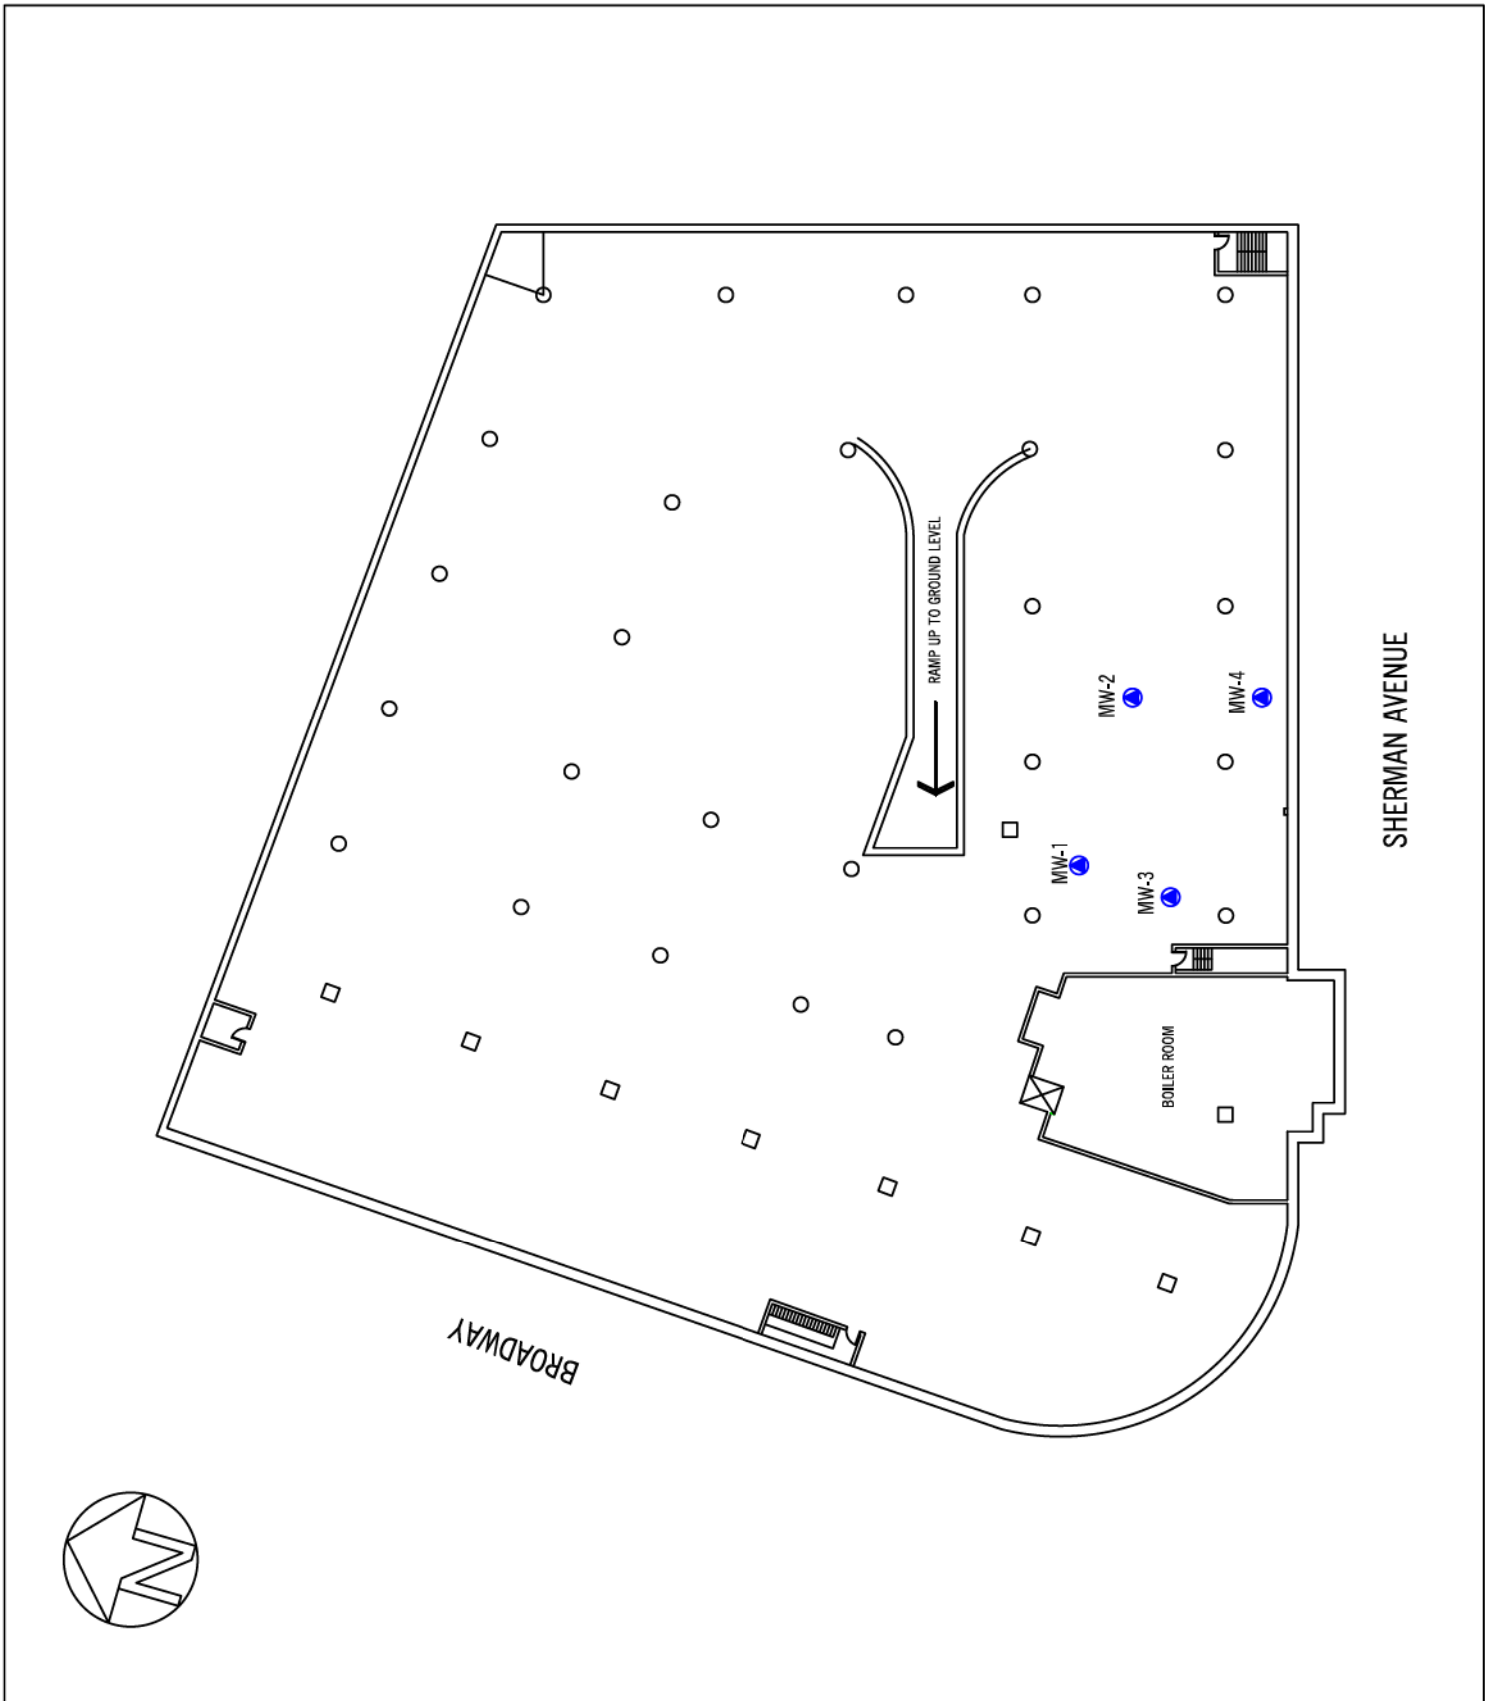 RAMP UP TO GROUND LEVEL
MW-2
MW-4
SHERMAN AVENUE
MW-1
MW-3
BOILER ROOM
BROADWAY
N